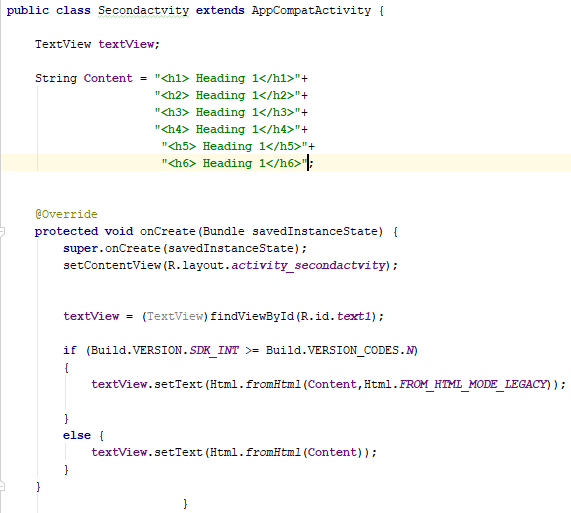 public class Secondactvity extends AppCompatActivity {
TextView textView;
String Content = "<h1> Heading 1</h1>"+
"<h2> Heading 1</h2>"+
"<h3> Heading 1</h3>"+
"<h4> Heading 1</h4>"+
"<h5> Heading 1</h5>"+
"<h6> Heading 1</h6>";
@Override
protected void onCreate(Bundle savedInstanceState) {
super.onCreate(savedInstanceState);
setContentView(R.layout.activity_secondactvity);
textView = (TextView)findViewById(R.id.text1);
if (Build.VERSION.SDK_INT >= Build.VERSION_CODES.N)
{
textView.setText(Html.fromHtml(Content,Html.FROM_HTML_MODE_LEGACY));
}
else {
textView.setText(Html.fromHtml(Content));
}
}
}